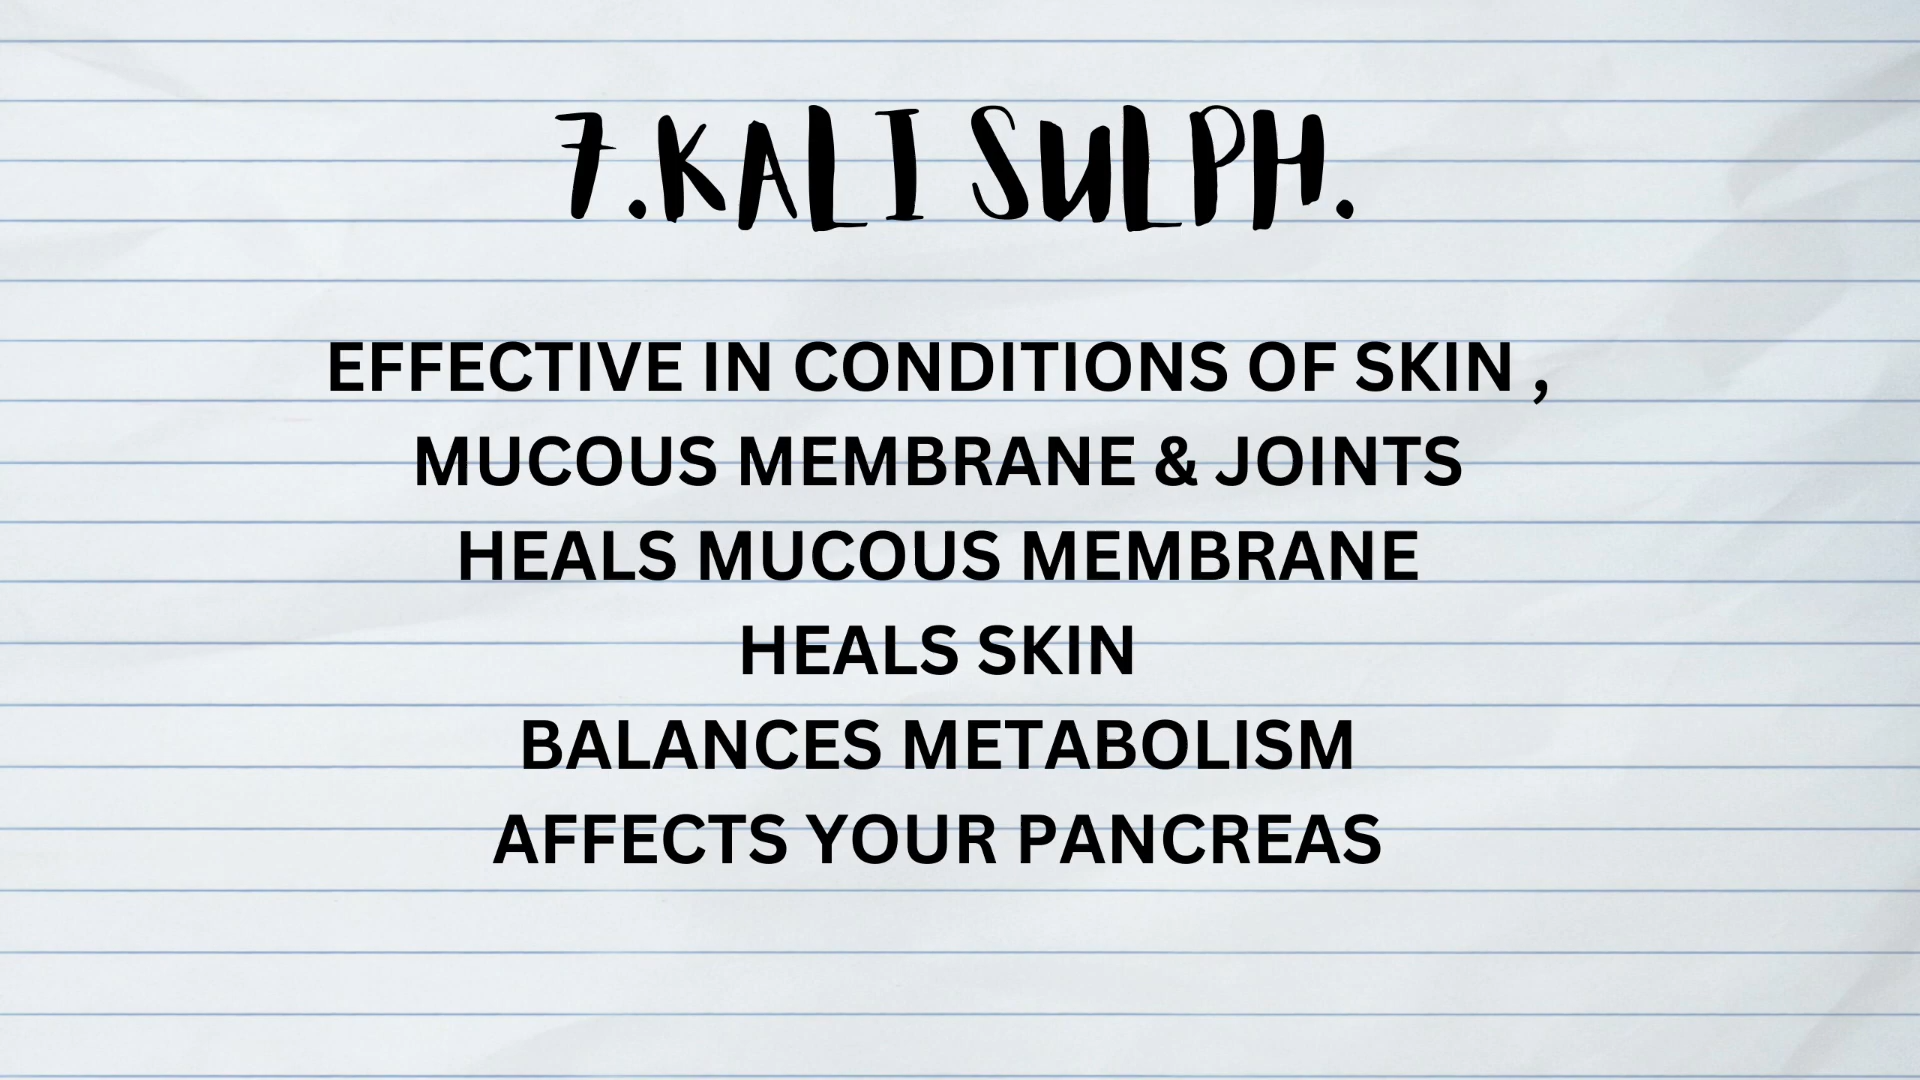 7.KALI SULPH.
EFFECTIVE IN CONDITIONS OF SKIN ,
MUCOUS MEMBRANE & JOINTS
HEALS MUCOUS MEMBRANE
HEALS SKIN
BALANCES METABOLISM
AFFECTS YOUR PANCREAS